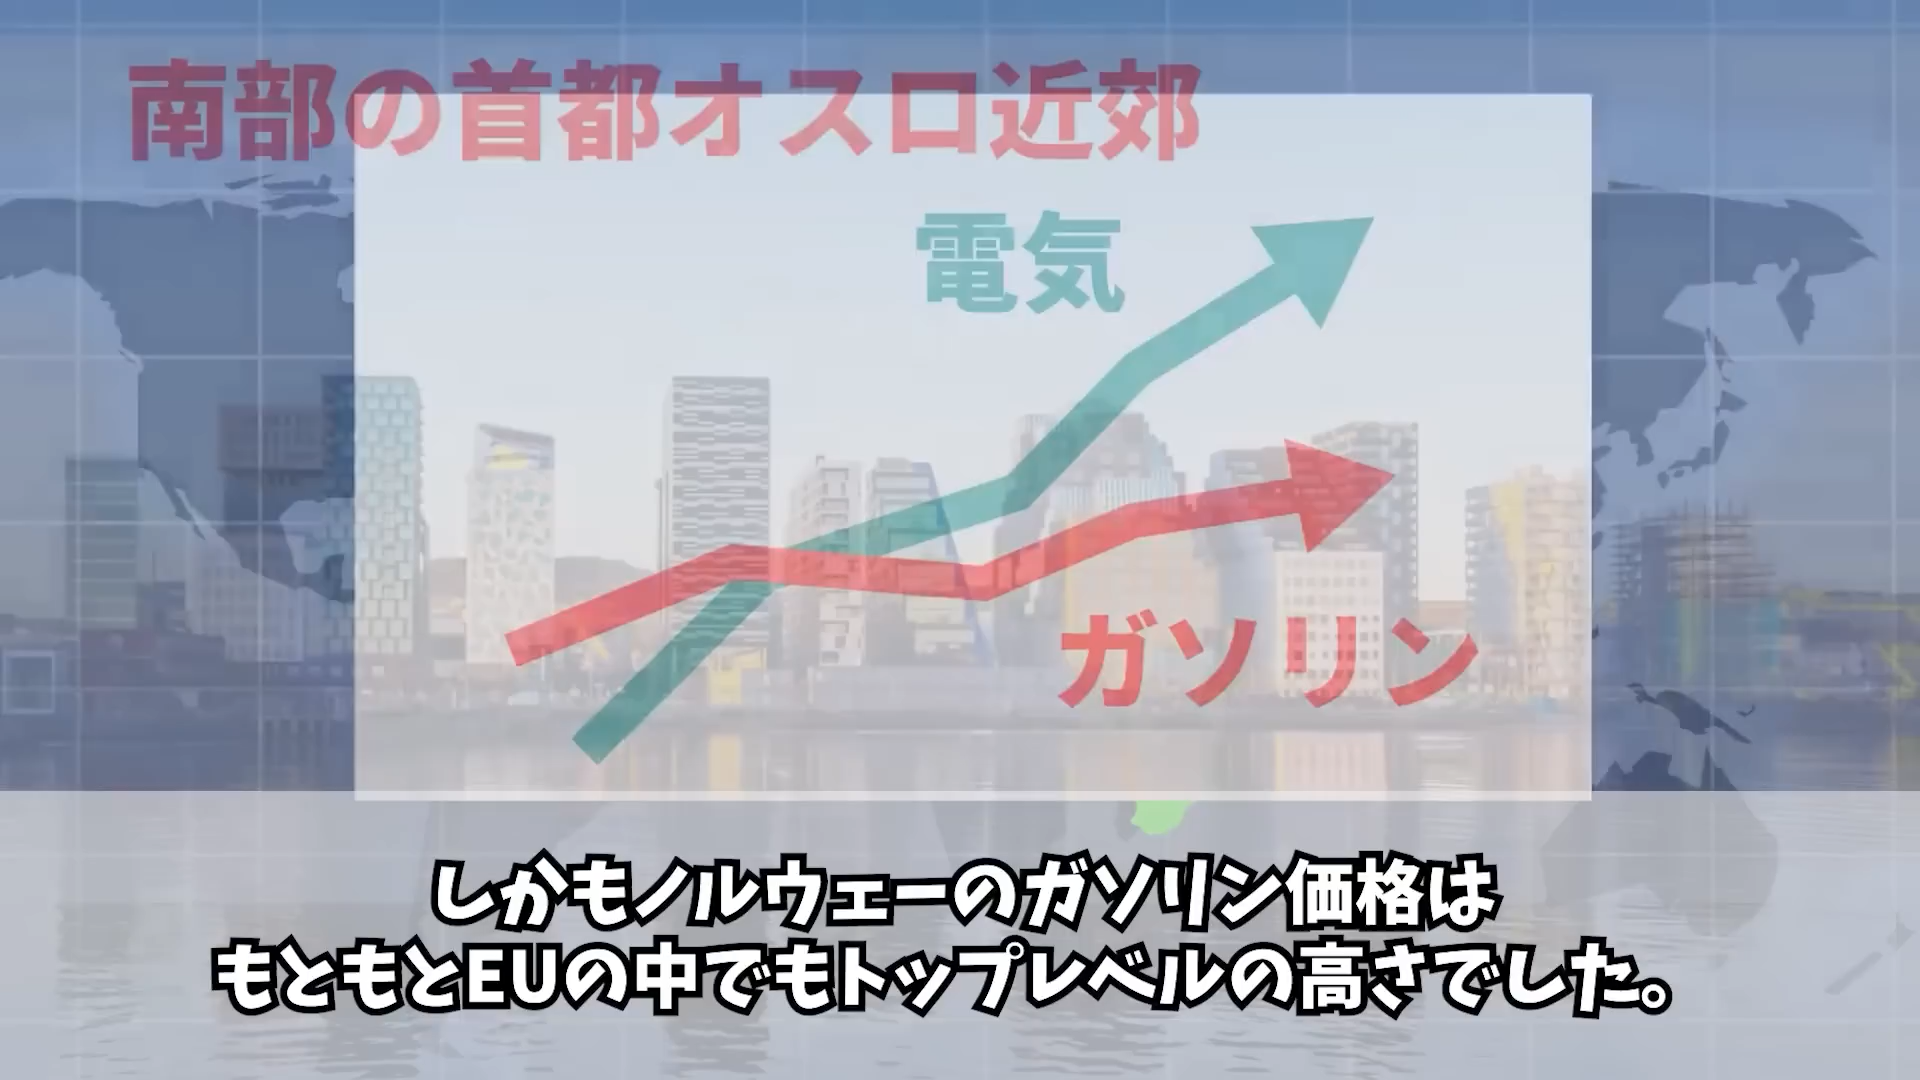 南部の首都オスロ近郊
電気
ガソリン
しかもノルウェーのガソリン価格は
もともとEUの中でもトップレベルの高さでした。